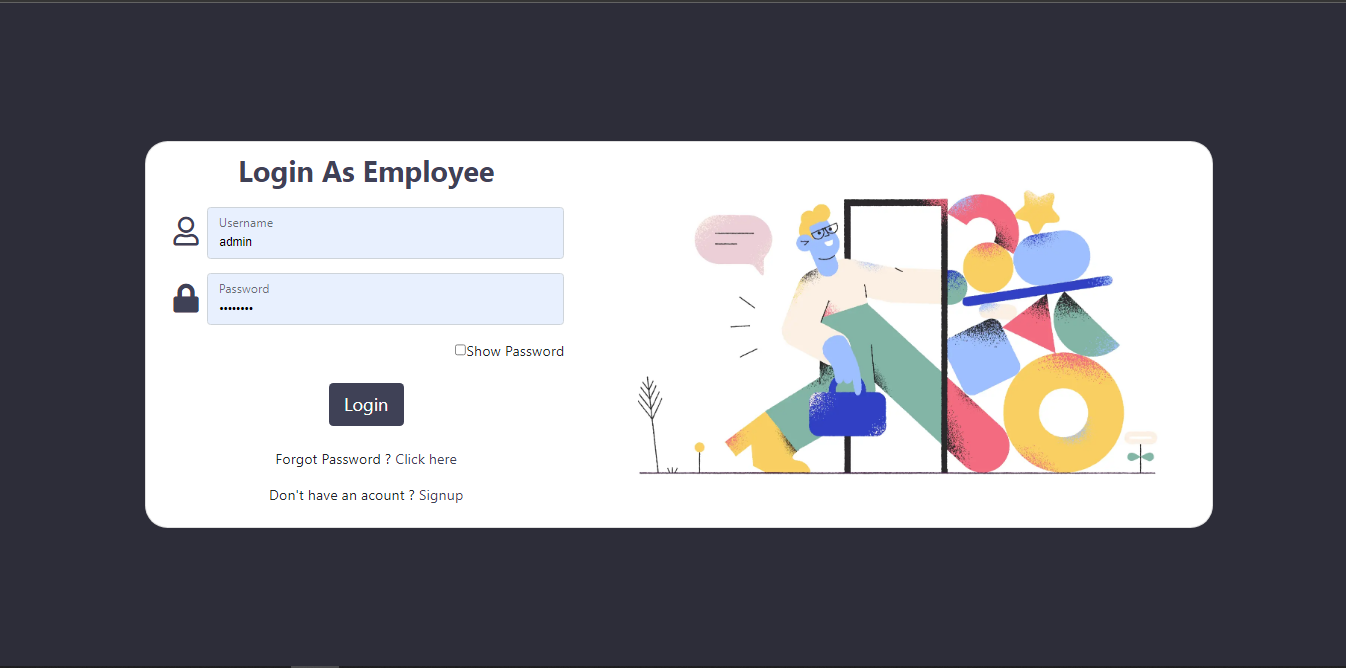 Login As Employee
Username
admin
Password
••••••••
Show Password
Login
Forgot Password ? Click here
Don't have an acount ? Signup